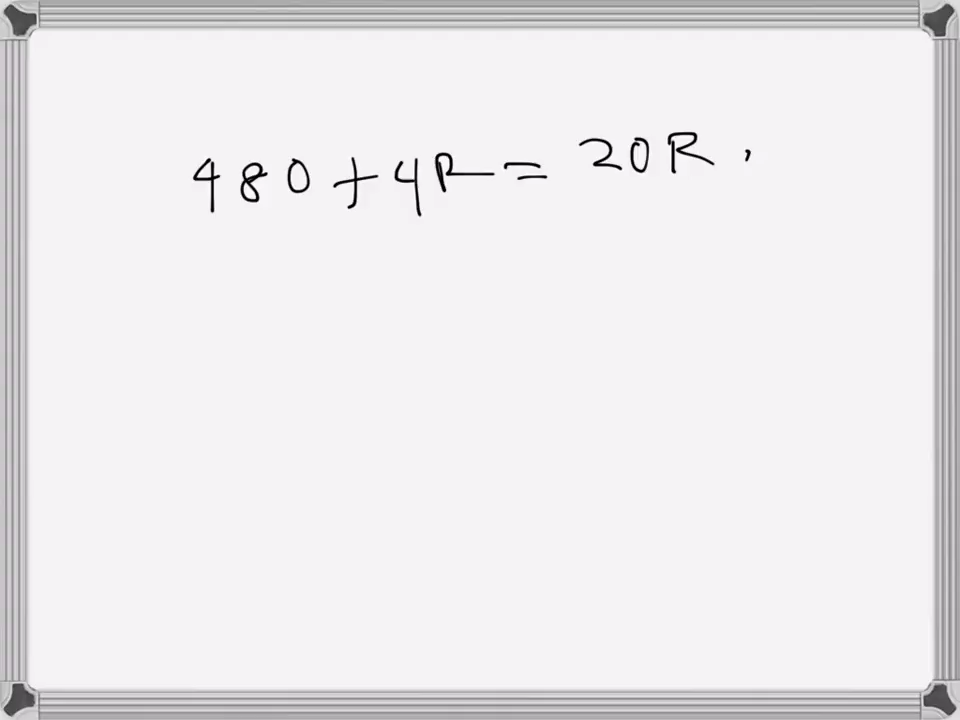 480 + 4R = 20R .